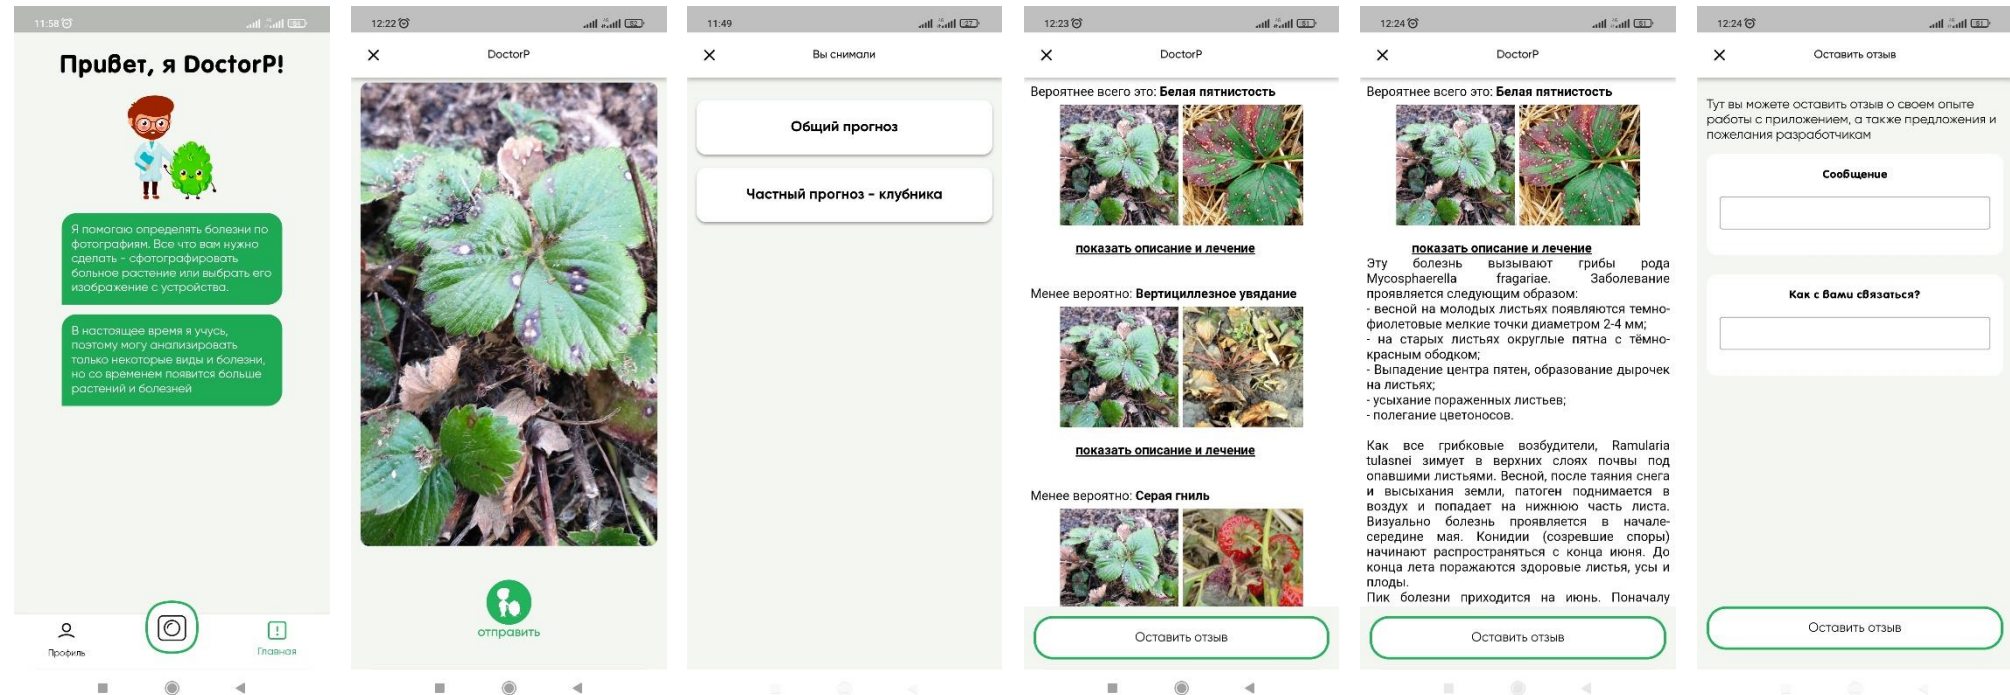 11:58
64
Привет, я DoctorP!
Я помогаю определять болезни по
фотографиям. Все что вам нужно
сделать - сфотографировать
больное растение или выбрать его
изображение с устройства.
В настоящее время я учусь,
поэтому могу анализировать
только некоторые виды и болезни,
но со временем появится больше
растений и болезней
Профиль
Главная
12:22
52
DoctorP
отправить
11:49
27
Вы снимали
Общий прогноз
Частный прогноз - клубника
12:23
51
DoctorP
Вероятнее всего это: Белая пятнистость
показать описание и лечение
Менее вероятно: Вертициллезное увядание
показать описание и лечение
Менее вероятно: Серая гниль
Оставить отзыв
12:24
51
DoctorP
Вероятнее всего это: Белая пятнистость
показать описание и лечение
Эту болезнь вызывают грибы рода
Mycosphaerella fragariae. Заболевание
проявляется следующим образом:
- весной на молодых листьях появляются темно-
фиолетовые мелкие точки диаметром 2-4 мм;
- на старых листьях округлые пятна с тёмно-
красным ободком;
- Выпадение центра пятен, образование дырочек
на листьях;
- усыхание пораженных листьев;
- полегание цветоносов.
Как все грибковые возбудители, Ramularia
tulasnei зимует в верхних слоях почвы под
опавшими листьями. Весной, после таяния снега
и высыхания земли, патоген поднимается в
воздух и попадает на нижнюю часть листа.
Визуально болезнь проявляется в начале-
середине мая. Конидии (созревшие споры)
начинают распространяться с конца июня. До
конца лета поражаются здоровые листья, усы и
плоды.
Пик болезни приходится на июнь. Поначалу
Оставить отзыв
12:24
51
Оставить отзыв
Тут вы можете оставить отзыв о своем опыте
работы с приложением, а также предложения и
пожелания разработчикам
Сообщение
Как с вами связаться?
Оставить отзыв